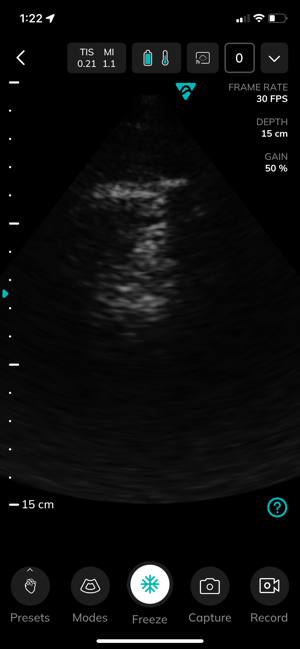 1:22
TIS MI
0.21 1.1
0
FRAME RATE
30 FPS
DEPTH
15 cm
GAIN
50 %
15 cm
?
Presets
Modes
Freeze
Capture
Record